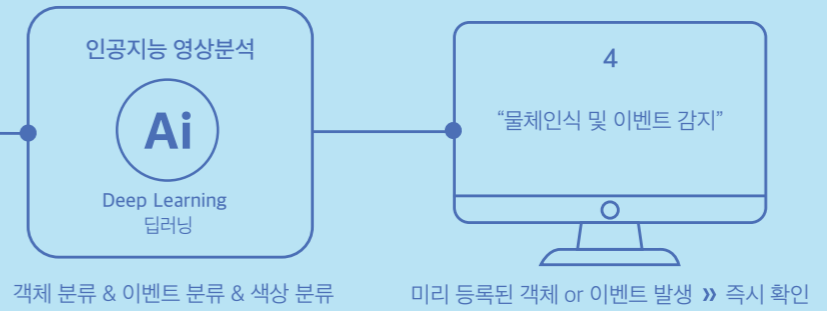 인공지능 영상분석
Ai
Deep Learning
딥러닝
객체 분류 & 이벤트 분류 & 색상 분류
4
“물체인식 및 이벤트 감지”
미리 등록된 객체 or 이벤트 발생 » 즉시 확인